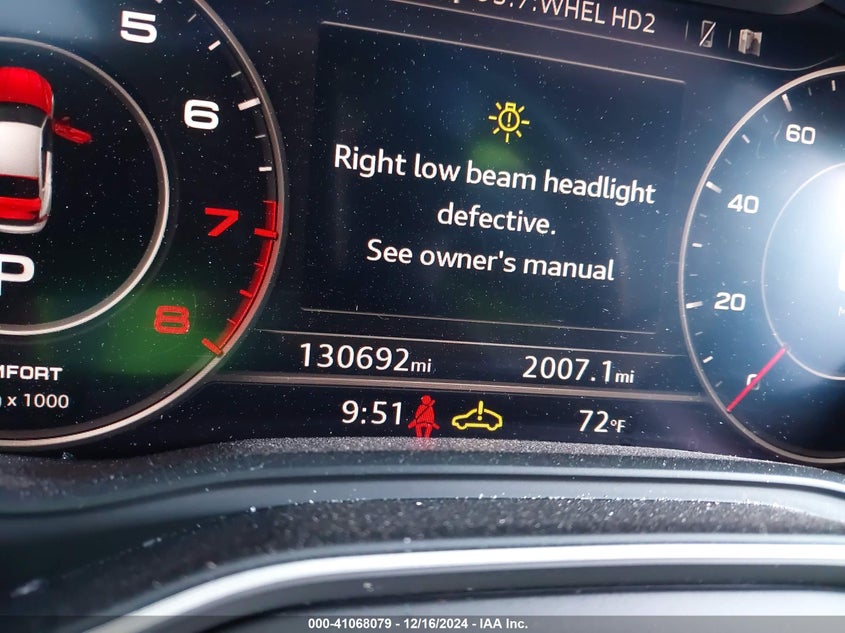 WHEL HD2
5
6
7
8
P
x 1000
Right low beam headlight
defective.
See owner's manual
130692mi
2007.1mi
9:51
72°F
60
40
20
0
000-41068079 - 12/16/2024 - IAA Inc.